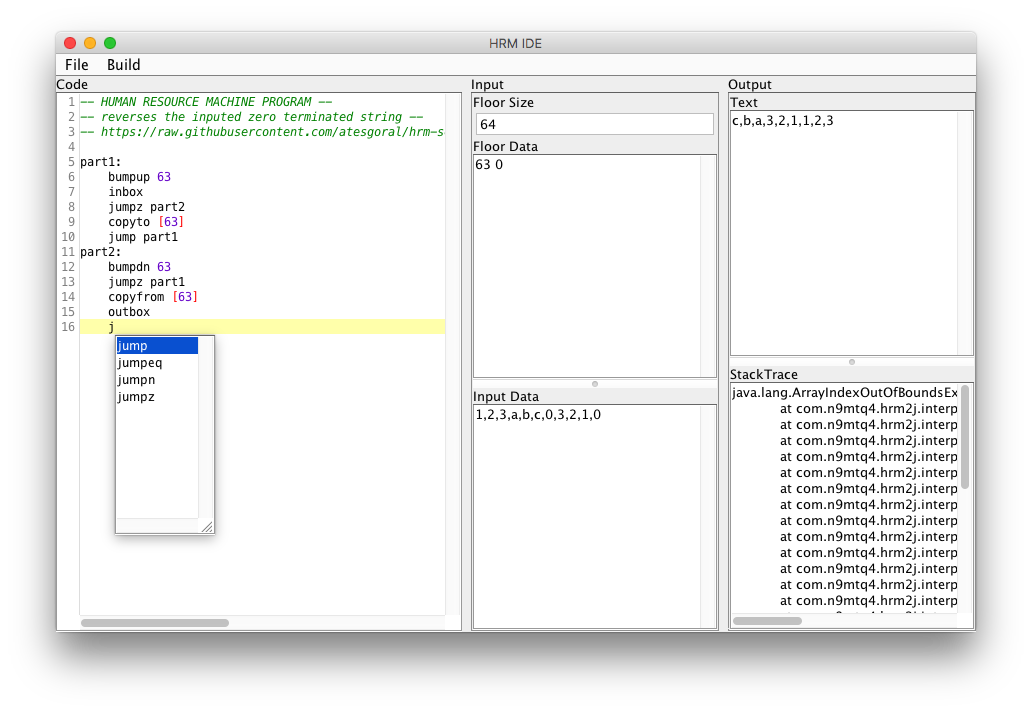 HRM IDE
File Build
Code
1 -- HUMAN RESOURCE MACHINE PROGRAM --
2 -- reverses the inputed zero terminated string --
3 -- https://raw.githubusercontent.com/atesgoral/hrm-s
4
5 part1:
6 bumpup 63
7 inbox
8 jumpz part2
9 copyto [63]
10 jump part1
11 part2:
12 bumpdn 63
13 jumpz part1
14 copyfrom [63]
15 outbox
16 j
jump
jumpeq
jumpn
jumpz
Input
Floor Size
64
Floor Data
63 0
Input Data
1,2,3,a,b,c,0,3,2,1,0
Output
Text
c,b,a,3,2,1,1,2,3
StackTrace
java.lang.ArrayIndexOutOfBoundsEx
at com.n9mtq4.hrm2j.interp
at com.n9mtq4.hrm2j.interp
at com.n9mtq4.hrm2j.interp
at com.n9mtq4.hrm2j.interp
at com.n9mtq4.hrm2j.interp
at com.n9mtq4.hrm2j.interp
at com.n9mtq4.hrm2j.interp
at com.n9mtq4.hrm2j.interp
at com.n9mtq4.hrm2j.interp
at com.n9mtq4.hrm2j.interp
at com.n9mtq4.hrm2j.interp
at com.n9mtq4.hrm2j.interp
at com.n9mtq4.hrm2j.interp